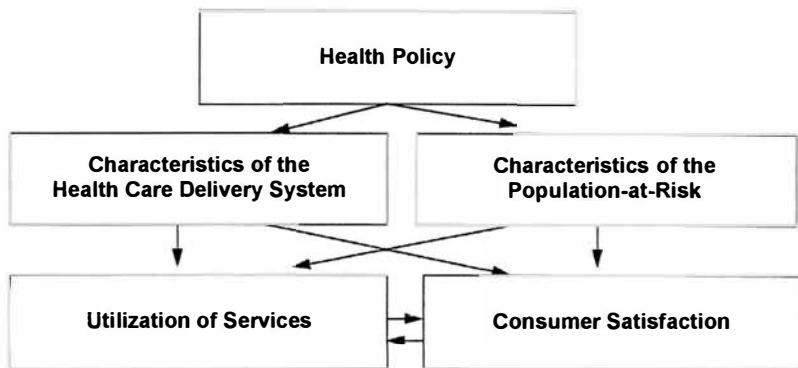 Health Policy
Characteristics of the
Health Care Delivery System
Characteristics of the
Population-at-Risk
Utilization of Services
Consumer Satisfaction